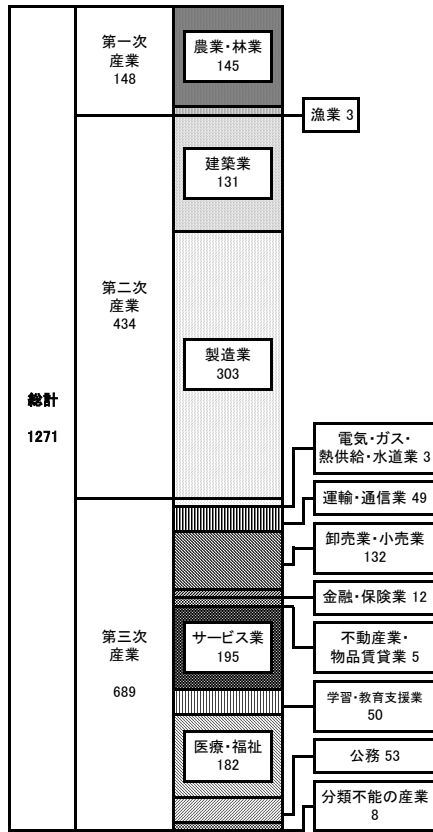 総計
1271
第一次
産業
148
農業・林業
145
漁業 3
第二次
産業
434
建築業
131
製造業
303
第三次
産業
689
電気・ガス・
熱供給・水道業 3
運輸・通信業 49
卸売業・小売業
132
金融・保険業 12
不動産業・
物品賃貸業 5
サービス業
195
学習・教育支援業
50
医療・福祉
182
公務 53
分類不能の産業
8